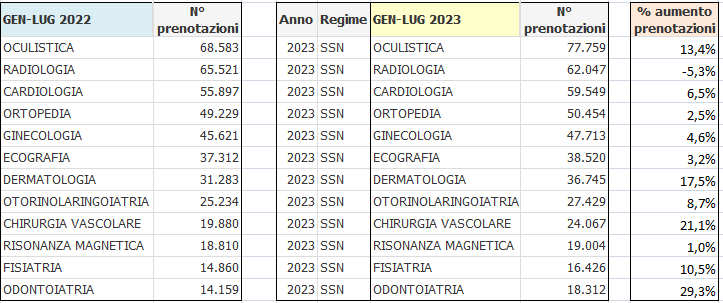 GEN-LUG 2022 N° prenotazioni Anno Regime GEN-LUG 2023 N° prenotazioni % aumento prenotazioni
OCULISTICA 68.583 2023 SSN OCULISTICA 77.759 13,4%
RADIOLOGIA 65.521 2023 SSN RADIOLOGIA 62.047 -5,3%
CARDIOLOGIA 55.897 2023 SSN CARDIOLOGIA 59.549 6,5%
ORTOPEDIA 49.229 2023 SSN ORTOPEDIA 50.454 2,5%
GINECOLOGIA 45.621 2023 SSN GINECOLOGIA 47.713 4,6%
ECOGRAFIA 37.312 2023 SSN ECOGRAFIA 38.520 3,2%
DERMATOLOGIA 31.283 2023 SSN DERMATOLOGIA 36.745 17,5%
OTORINOLARINGOIATRIA 25.234 2023 SSN OTORINOLARINGOIATRIA 27.429 8,7%
CHIRURGIA VASCOLARE 19.880 2023 SSN CHIRURGIA VASCOLARE 24.067 21,1%
RISONANZA MAGNETICA 18.810 2023 SSN RISONANZA MAGNETICA 19.004 1,0%
FISIATRIA 14.860 2023 SSN FISIATRIA 16.426 10,5%
ODONTOIATRIA 14.159 2023 SSN ODONTOIATRIA 18.312 29,3%